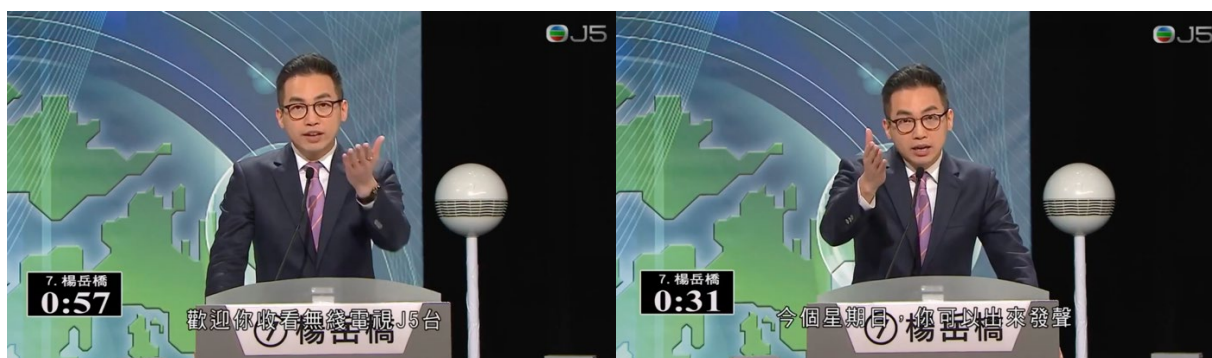 J5
7. 楊岳橋
0:57
歡迎你收看無綫電視J5台
⑦楊岳橋
J5
7. 楊岳橋
0:31
今個星期日，你可以出來發聲
⑦楊岳橋